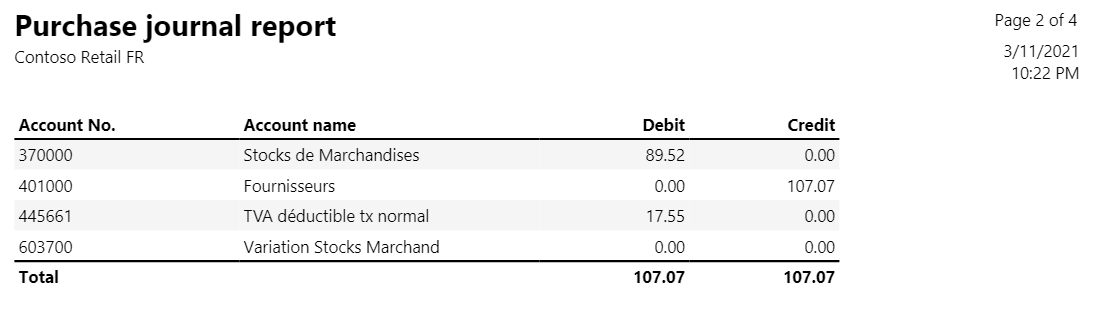 Purchase journal report
Page 2 of 4
Contoso Retail FR
3/11/2021
10:22 PM
Account No. Account name Debit Credit
370000 Stocks de Marchandises 89.52 0.00
401000 Fournisseurs 0.00 107.07
445661 TVA déductible tx normal 17.55 0.00
603700 Variation Stocks Marchand 0.00 0.00
Total 107.07 107.07